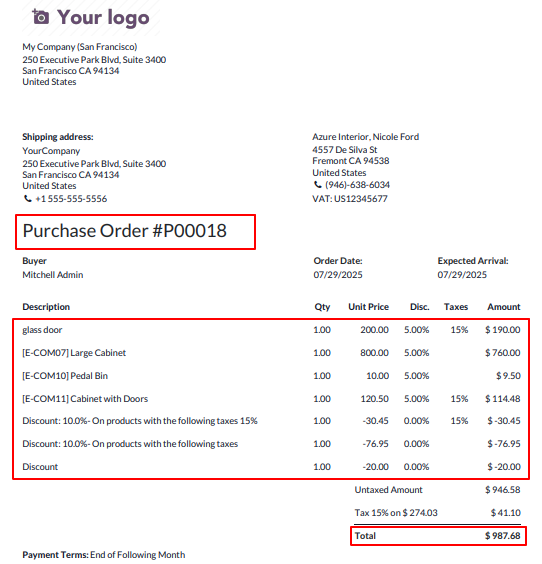 Your logo
My Company (San Francisco)
250 Executive Park Blvd, Suite 3400
San Francisco CA 94134
United States
Shipping address:
YourCompany
250 Executive Park Blvd, Suite 3400
San Francisco CA 94134
United States
+1 555-555-5556
Azure Interior, Nicole Ford
4557 De Silva St
Fremont CA 94538
United States
(946)-638-6034
VAT: US12345677
Purchase Order #P00018
Buyer Order Date: Expected Arrival:
Mitchell Admin 07/29/2025 07/29/2025
Description Qty Unit Price Disc. Taxes Amount
glass door 1.00 200.00 5.00% 15% $ 190.00
[E-COM07] Large Cabinet 1.00 800.00 5.00% $ 760.00
[E-COM10] Pedal Bin 1.00 10.00 5.00% $ 9.50
[E-COM11] Cabinet with Doors 1.00 120.50 5.00% 15% $ 114.48
Discount: 10.0%- On products with the following taxes 15% 1.00 -30.45 0.00% 15% $ -30.45
Discount: 10.0%- On products with the following taxes 1.00 -76.95 0.00% $ -76.95
Discount 1.00 -20.00 0.00% $ -20.00
Untaxed Amount $ 946.58
Tax 15% on $ 274.03 $ 41.10
Total $ 987.68
Payment Terms: End of Following Month